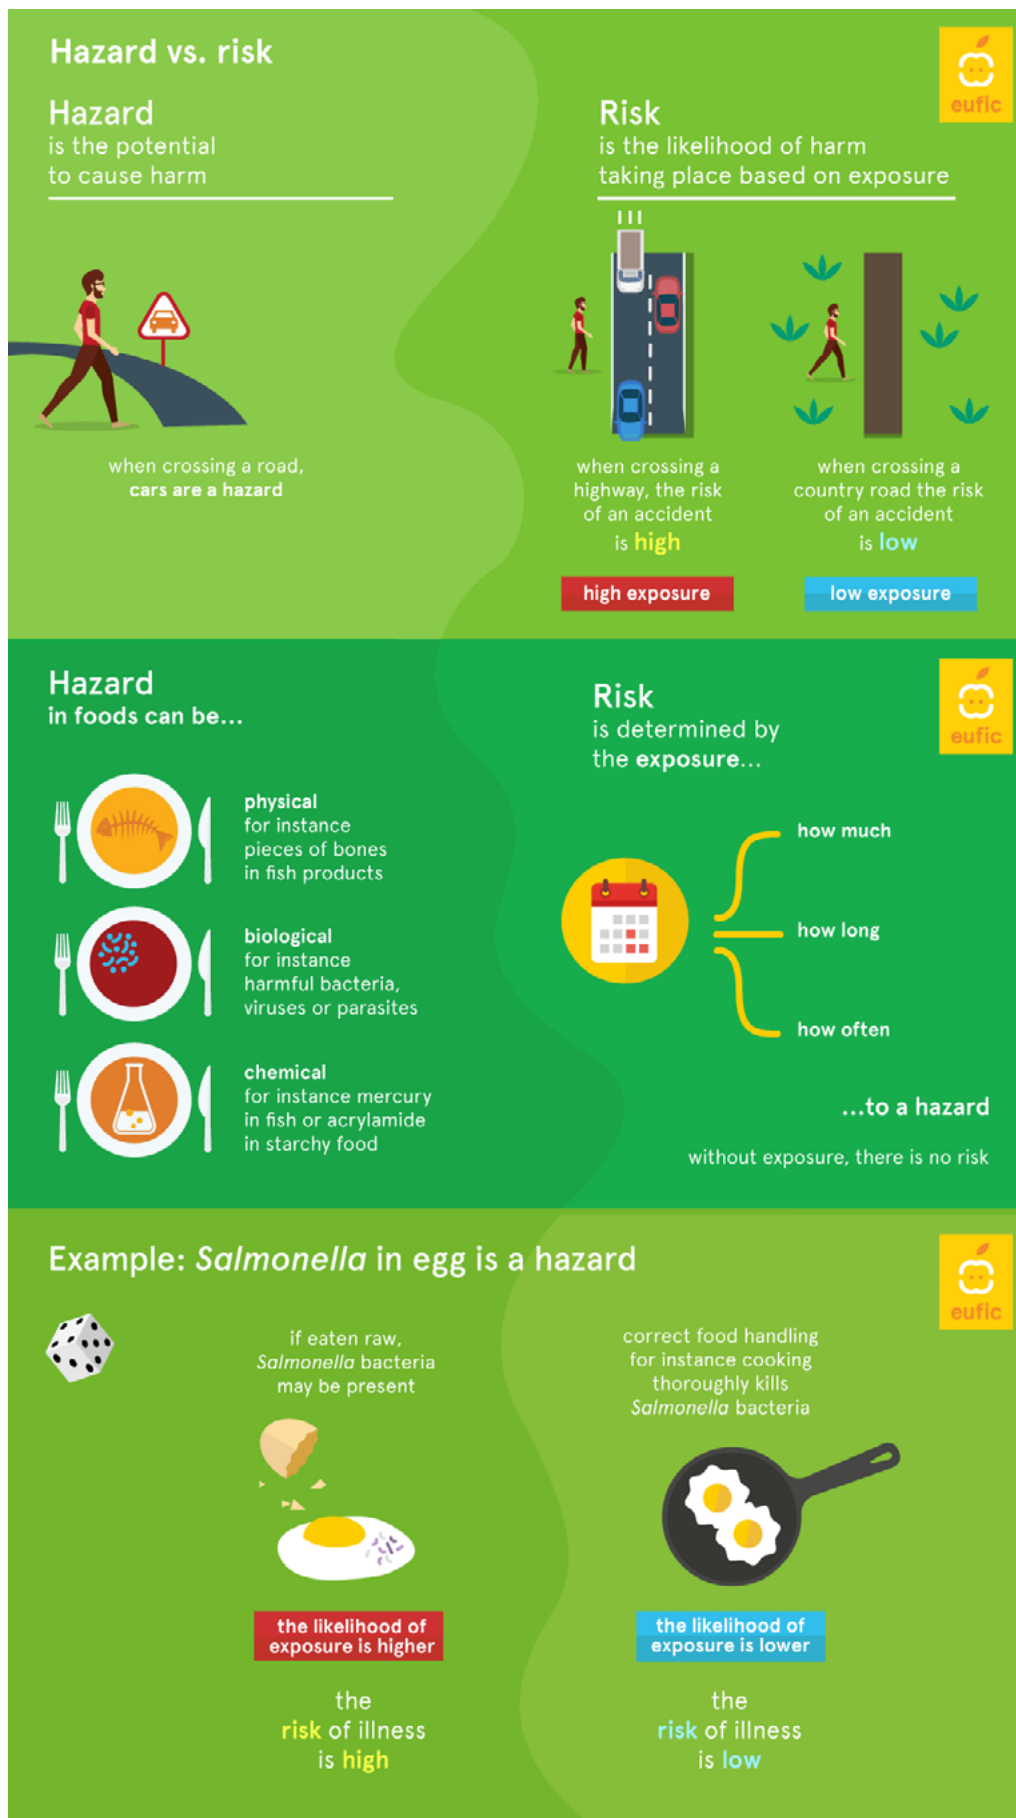 Hazard vs. risk
eufic
Hazard
is the potential
to cause harm
Risk
is the likelihood of harm
taking place based on exposure
when crossing a road,
cars are a hazard
when crossing a
highway, the risk
of an accident
is high
high exposure
when crossing a
country road the risk
of an accident
is low
low exposure
Hazard
in foods can be...
eufic
physical
for instance
pieces of bones
in fish products
biological
for instance
harmful bacteria,
viruses or parasites
chemical
for instance mercury
in fish or acrylamide
in starchy food
Risk
is determined by
the exposure...
how much
how long
how often
...to a hazard
without exposure, there is no risk
Example: Salmonella in egg is a hazard
eufic
if eaten raw,
Salmonella bacteria
may be present
the likelihood of
exposure is higher
the
risk of illness
is high
correct food handling
for instance cooking
thoroughly kills
Salmonella bacteria
the likelihood of
exposure is lower
the
risk of illness
is low